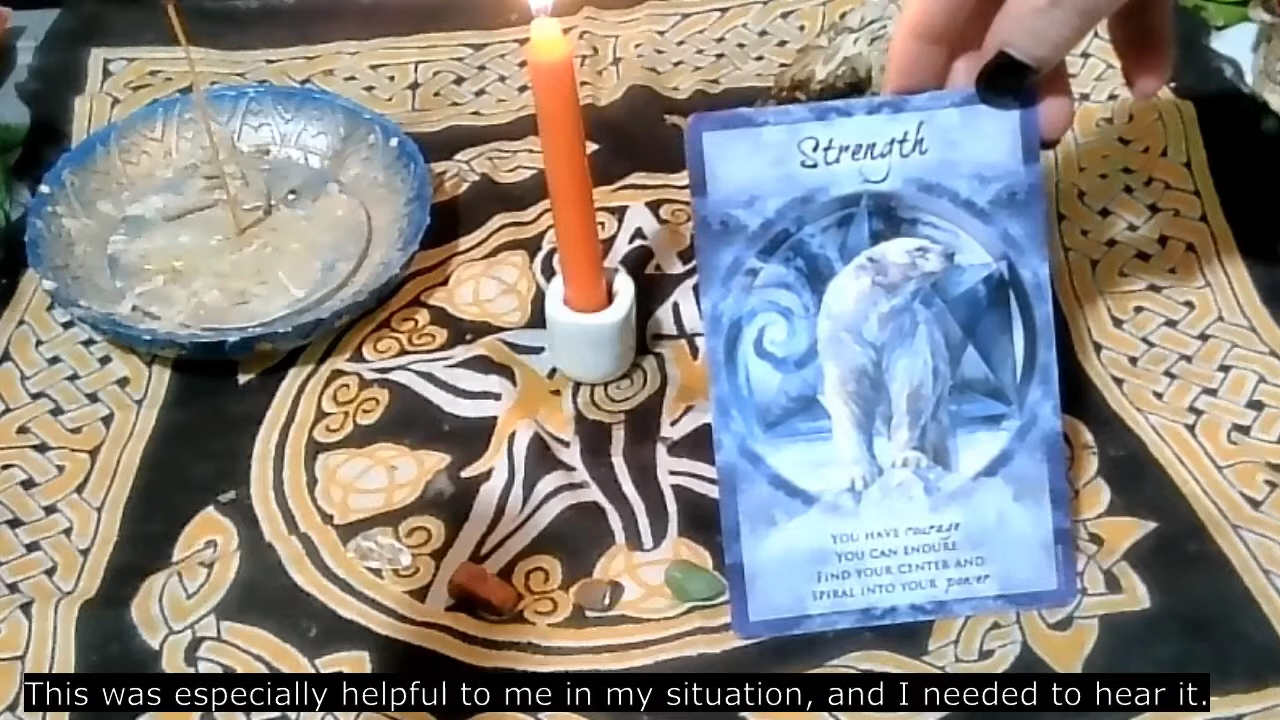 Strength
YOU HAVE courage
YOU CAN ENDURE
FIND YOUR CENTER AND
SPIRAL INTO YOUR power
This was especially helpful to me in my situation, and I needed to hear it.